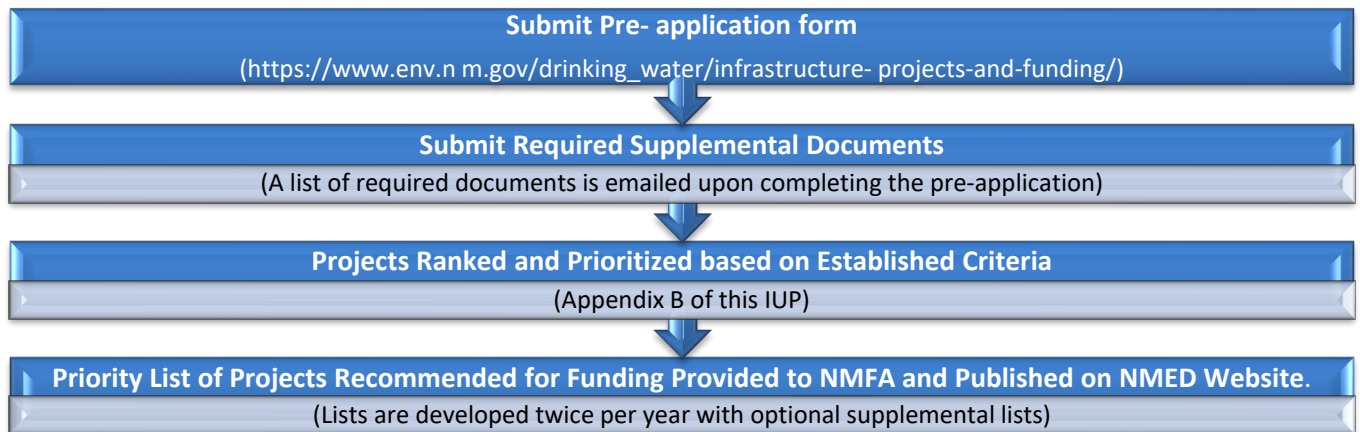 Submit Pre- application form
(https://www.env.n m.gov/drinking_water/infrastructure- projects-and-funding/)
Submit Required Supplemental Documents
(A list of required documents is emailed upon completing the pre-application)
Projects Ranked and Prioritized based on Established Criteria
(Appendix B of this IUP)
Priority List of Projects Recommended for Funding Provided to NMFA and Published on NMED Website.
(Lists are developed twice per year with optional supplemental lists)